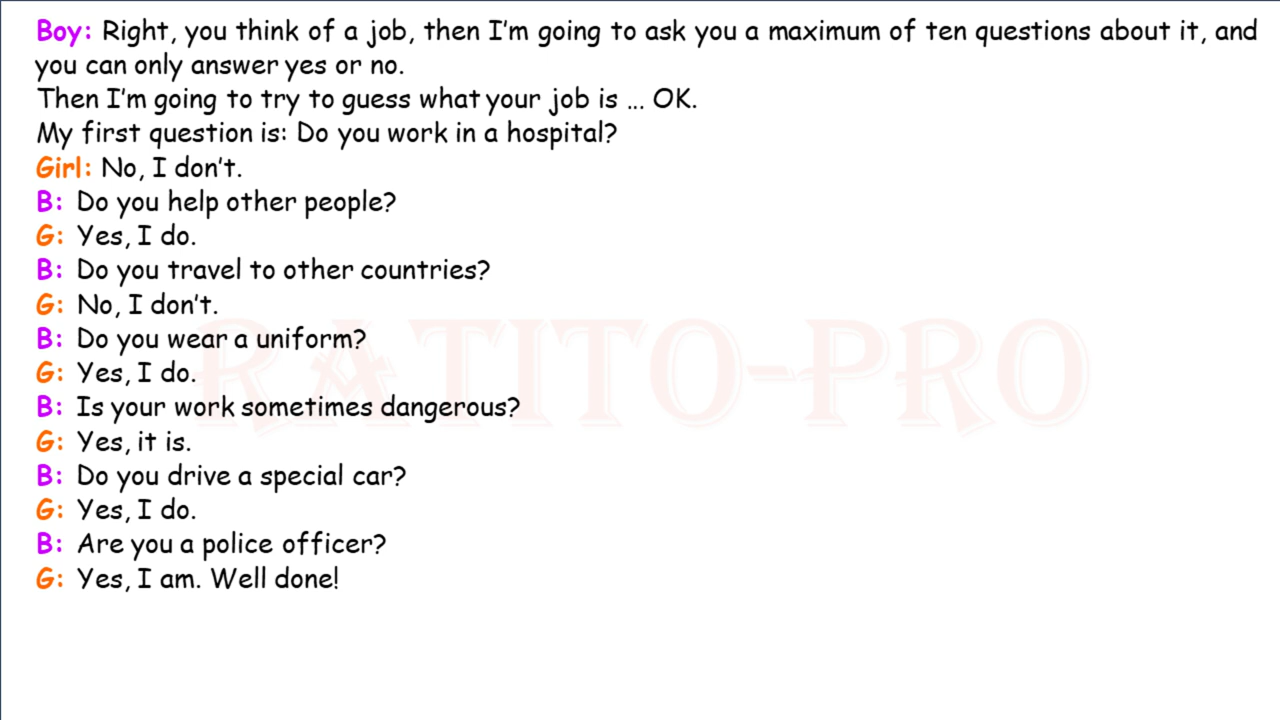 Boy: Right, you think of a job, then I'm going to ask you a maximum of ten questions about it, and
you can only answer yes or no.
Then I'm going to try to guess what your job is ... OK.
My first question is: Do you work in a hospital?
Girl: No, I don't.
B: Do you help other people?
G: Yes, I do.
B: Do you travel to other countries?
G: No, I don't.
B: Do you wear a uniform?
G: Yes, I do.
B: Is your work sometimes dangerous?
G: Yes, it is.
B: Do you drive a special car?
G: Yes, I do.
B: Are you a police officer?
G: Yes, I am. Well done!
RATITO-PRO